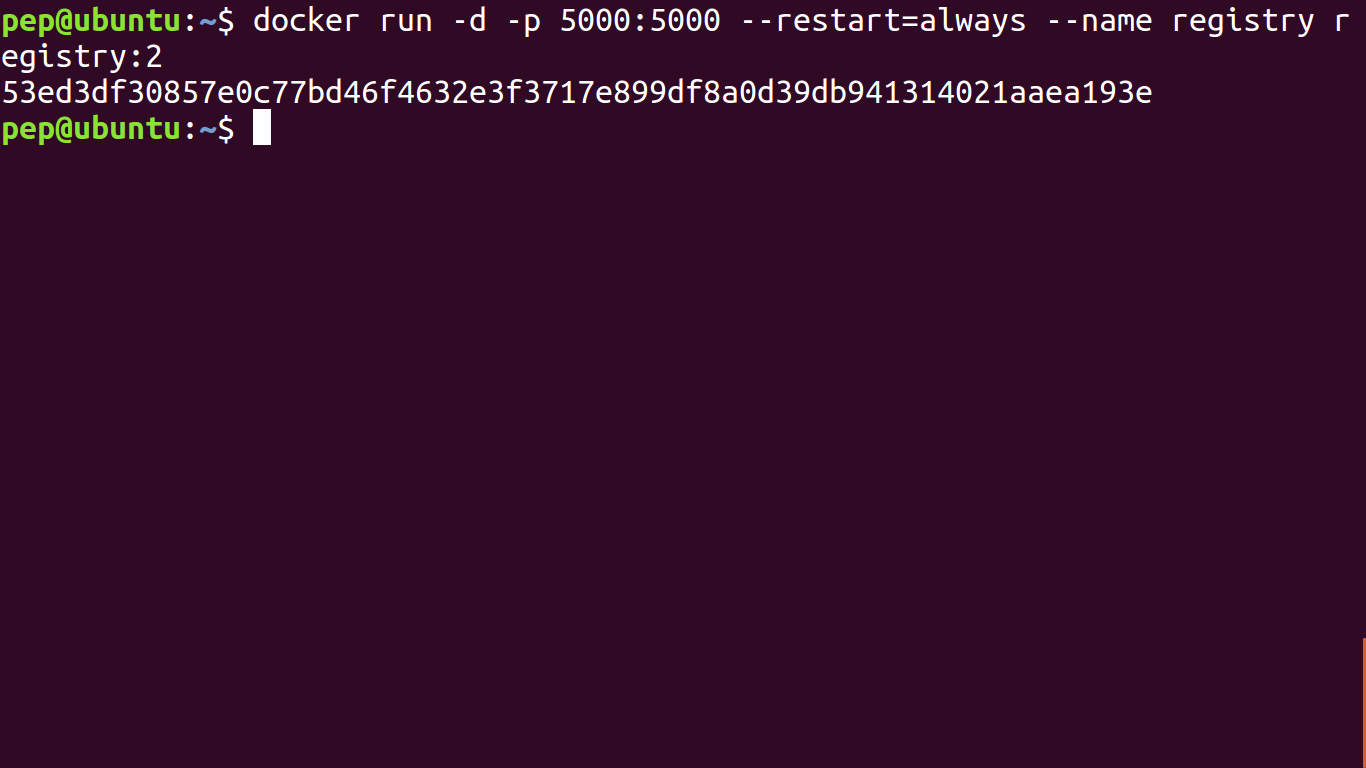 pep@ubuntu:~$ docker run -d -p 5000:5000 --restart=always --name registry r
egistry:2
53ed3df30857e0c77bd46f4632e3f3717e899df8a0d39db941314021aaea193e
pep@ubuntu:~$